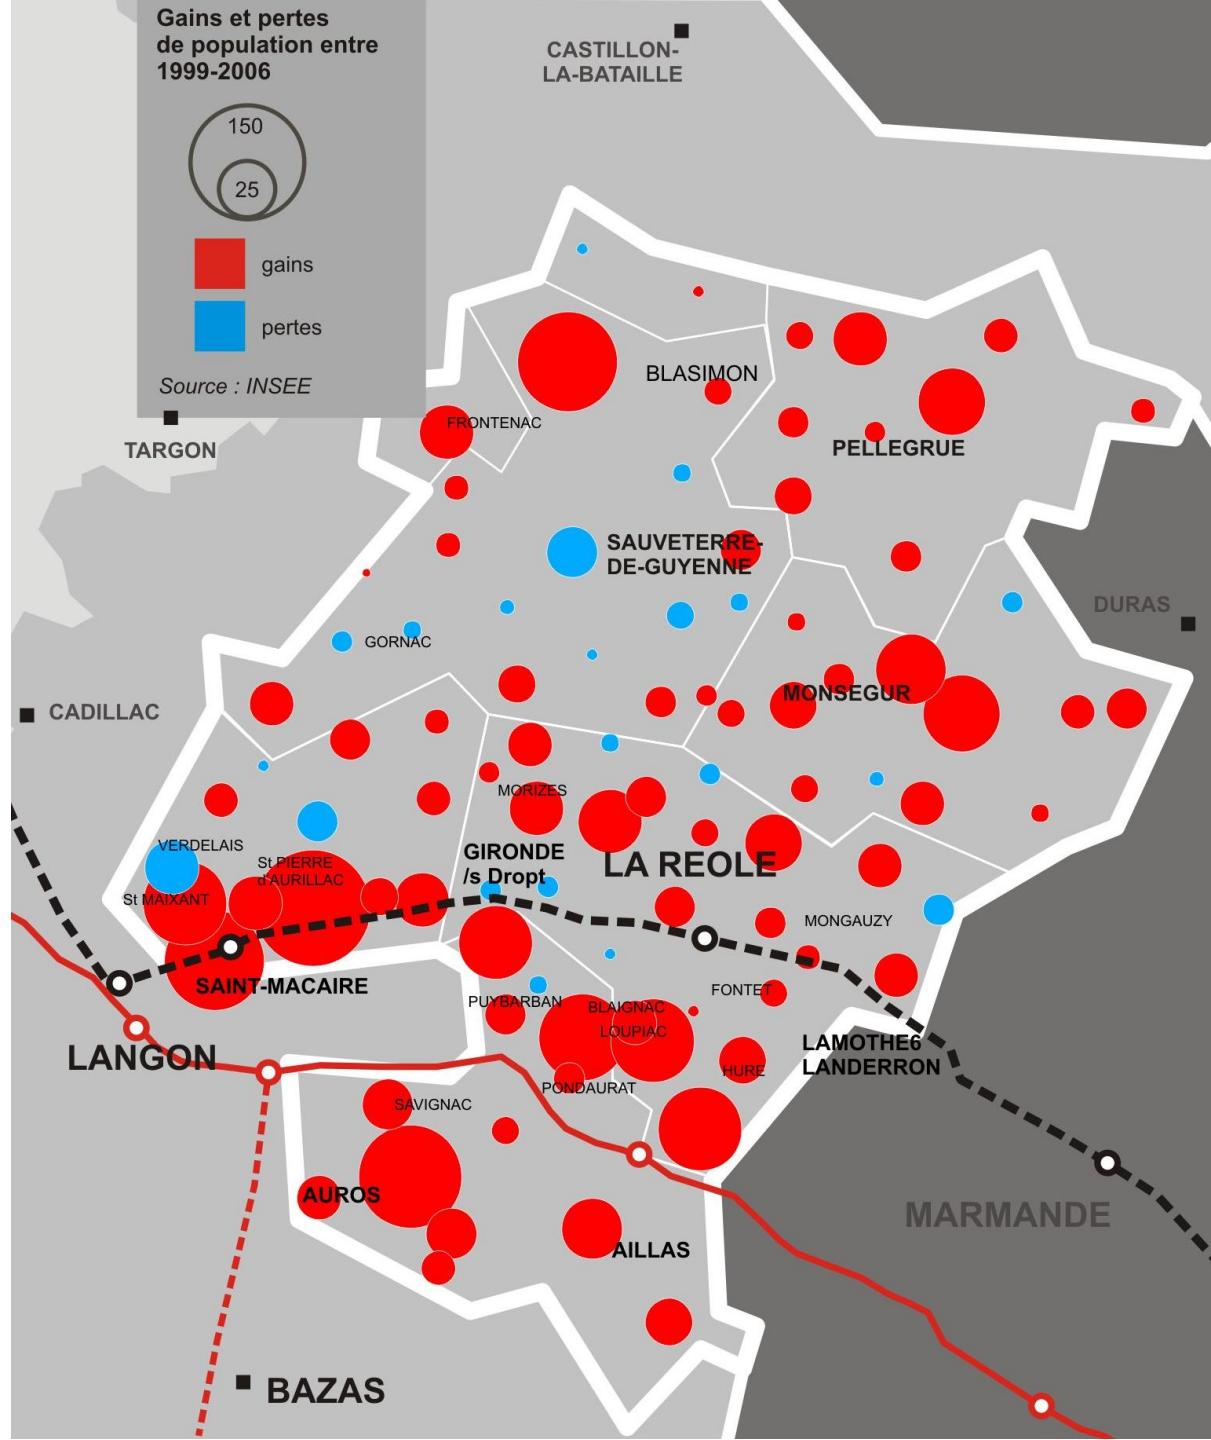 Gains et pertes
de population entre
1999-2006
150
25
gains
pertes
Source : INSEE
CASTILLON-
LA-BATAILLE
TARGON
BLASIMON
FRONTENAC
PELLEGRUE
SAUVETERRE-
DE-GUYENNE
DURAS
GORNAC
MONSEGUR
CADILLAC
MORIZES
VERDELAIS
GIRONDE
/s Dropt
LA REOLE
St PIERRE
d'AURILLAC
St MAIXANT
MONGAUZY
SAINT-MACAIRE
FONTET
PUYBARBAN
BLAIGNAC
LOUPIAC
LANGON
LAMOTHE6
LANDERRON
HURE
PONDAURAT
SAVIGNAC
AUROS
MARMANDE
AILLAS
BAZAS